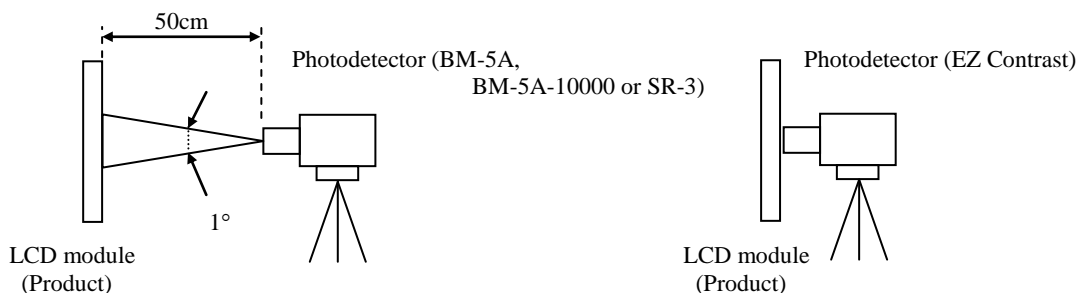 50cm
Photodetector (BM-5A,
BM-5A-10000 or SR-3)
1°
LCD module
(Product)
Photodetector (EZ Contrast)
LCD module
(Product)